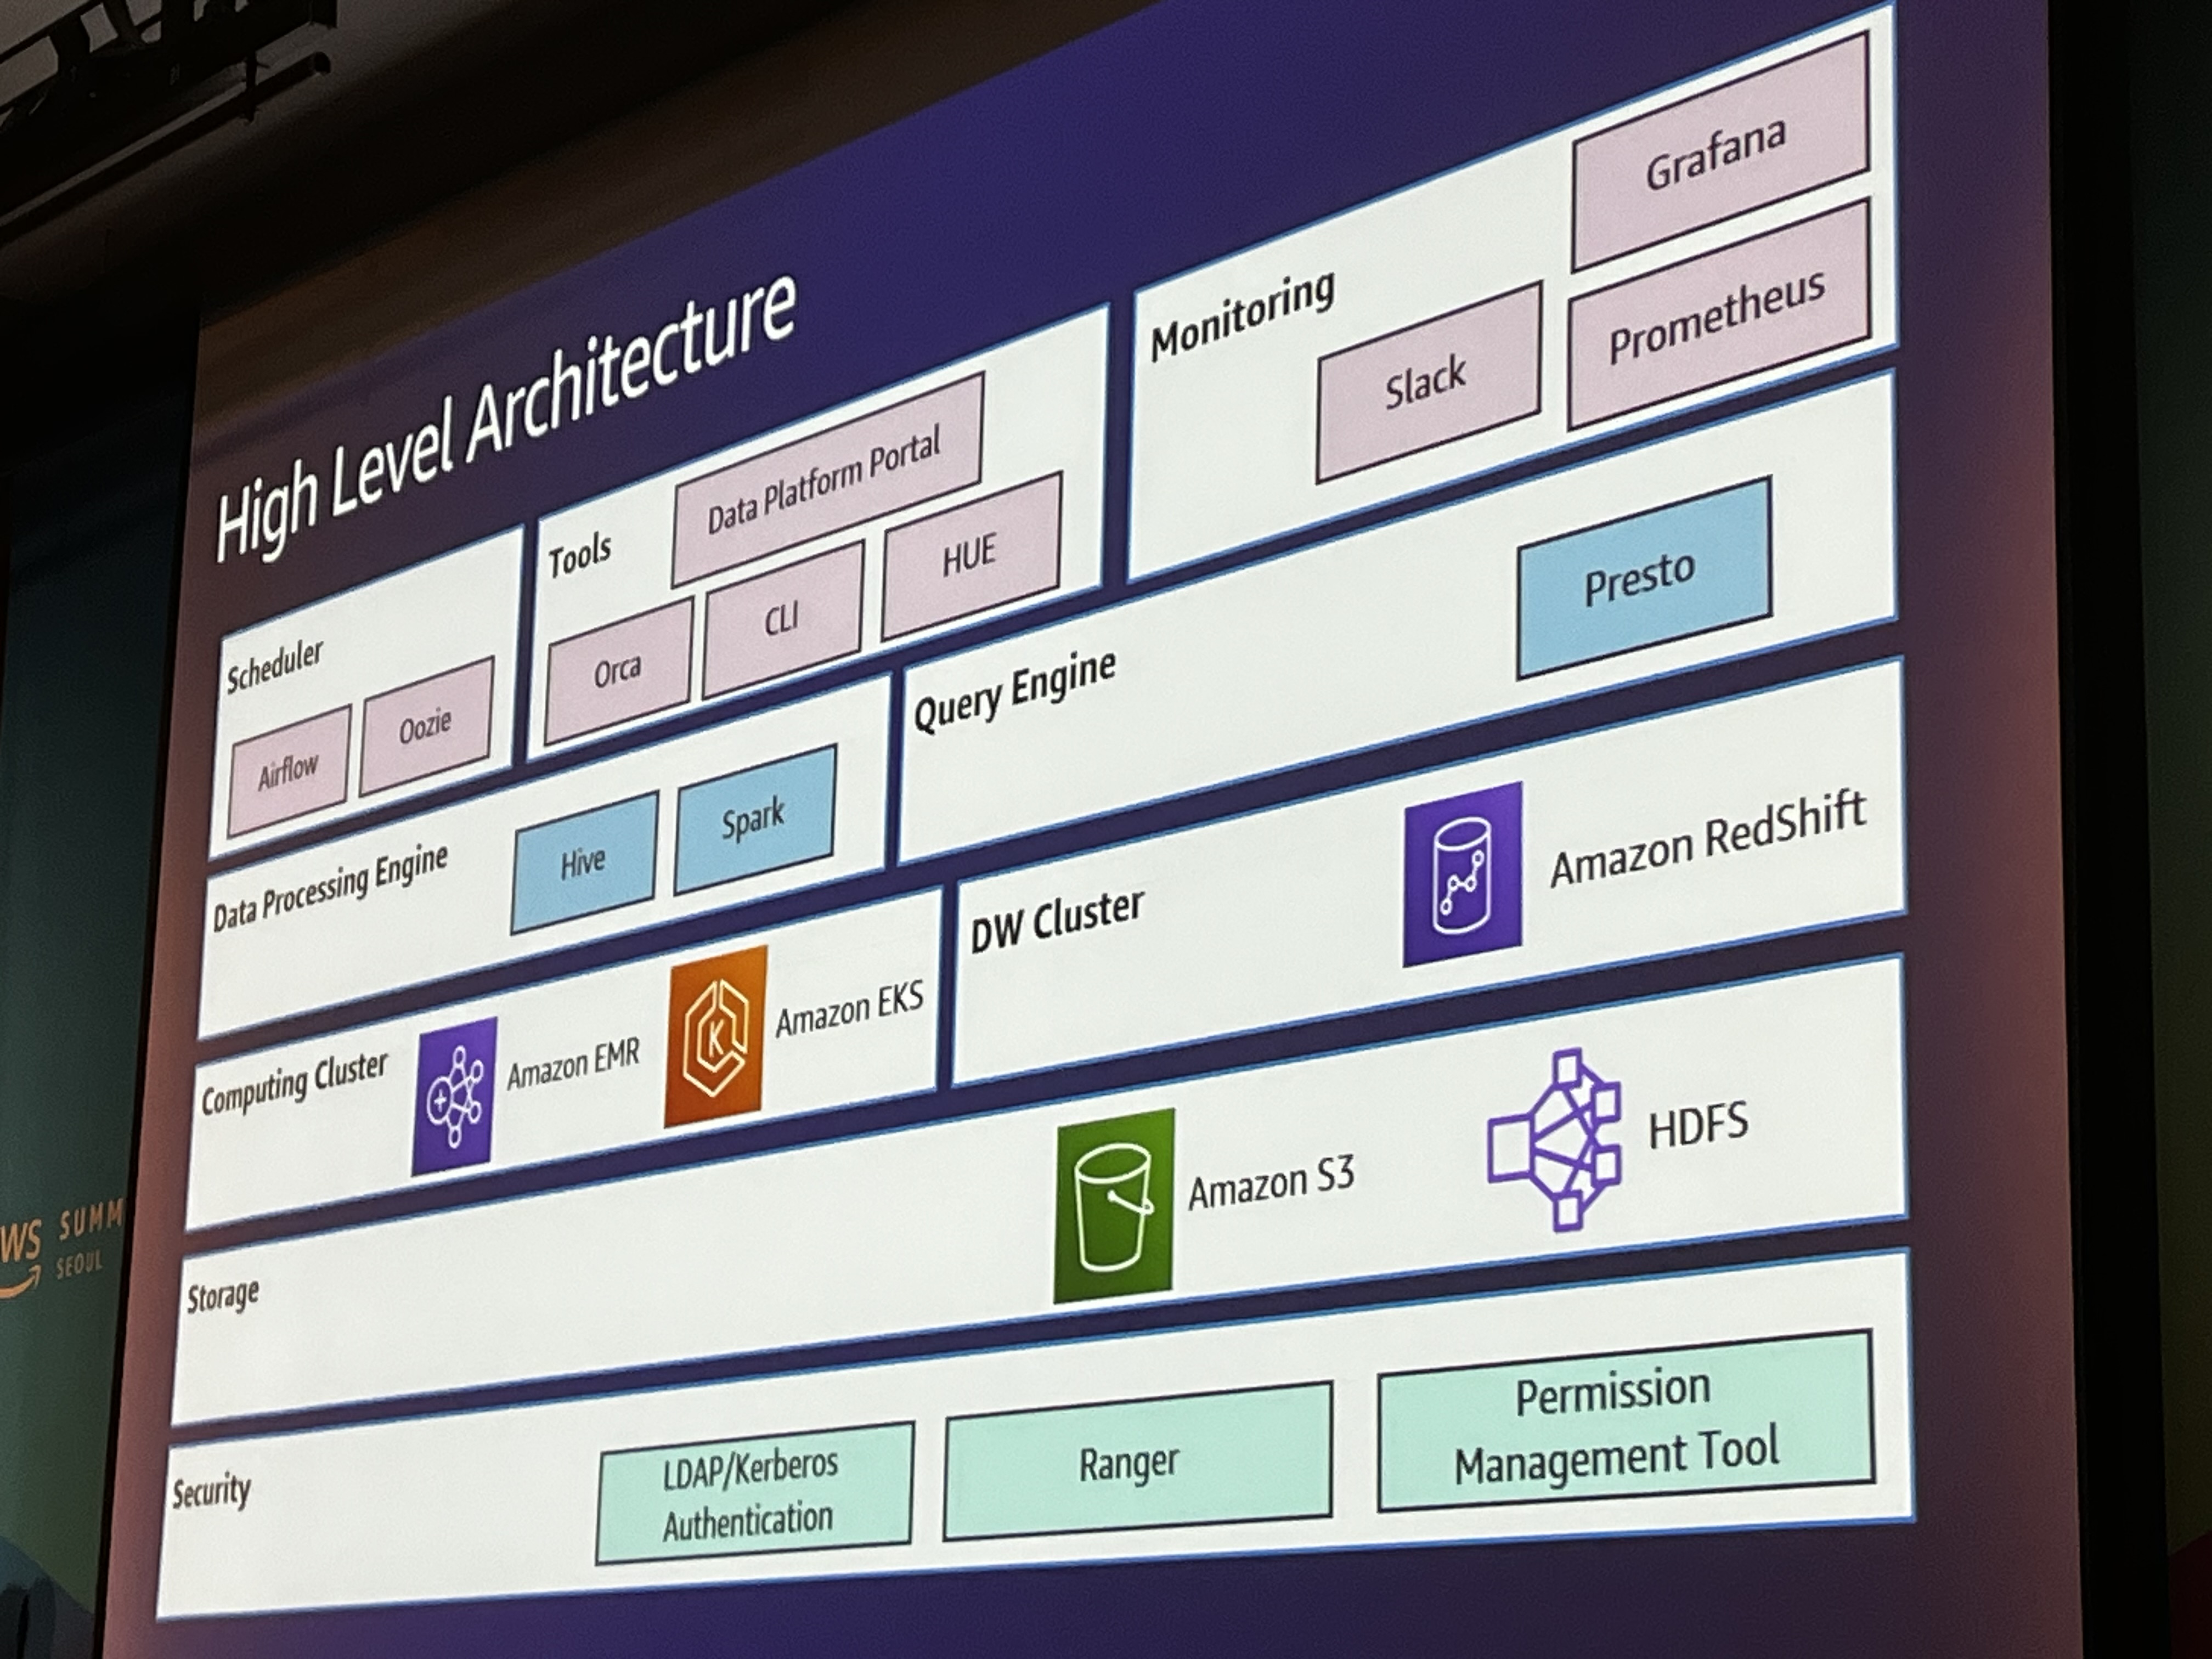 High Level Architecture
Scheduler
Airflow
Oozie
Tools
Data Platform Portal
Orca
CLI
HUE
Monitoring
Slack
Grafana
Prometheus
Data Processing Engine
Hive
Spark
Query Engine
Presto
Computing Cluster
Amazon EMR
K
Amazon EKS
DW Cluster
Amazon RedShift
Storage
Amazon S3
HDFS
Security
LDAP/Kerberos
Authentication
Ranger
Permission
Management Tool
WS SUMM
SEOUL